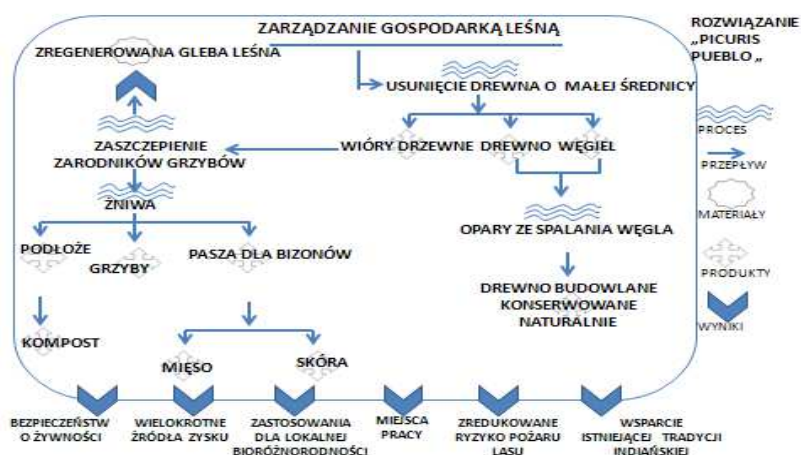 ZARZĄDZANIE GOSPODARKĄ LEŚNĄ
ROZWIĄZANIE
„PICURIS
PUEBLO „
ZREGENEROWANA GLEBA LEŚNA
USUNIĘCIE DREWNA O MAŁEJ ŚREDNICY
PROCES
ZASZCZEPIENIE
ZARODNIKÓW GRZYBÓW
WIÓRY DRZEWNE DREWNO WĘGIEL
PRZEPŁYW
ŻNIWA
MATERIAŁY
OPARY ZE SPALANIA WĘGLA
PODŁOŻE
GRZYBY
PASZA DLA BIZONÓW
PRODUKTY
DREWNO BUDOWLANE
KONSERWOWANE
NATURALNIE
WYNIKI
KOMPOST
MIĘSO
SKÓRA
BEZPIECZEŃSTW
O ŻYWNOŚCI
WIELOKROTNE
ŹRÓDŁA ZYSKU
ZASTOSOWANIA
DLA LOKALNEJ
BIORÓŻNORODNOŚCI
MIEJSCA
PRACY
ZREDUKOWANE
RYZYKO POŻARU
LASU
WSPARCIE
ISTNIEJĄCEJ TRADYCJI
INDIAŃSKIEJ